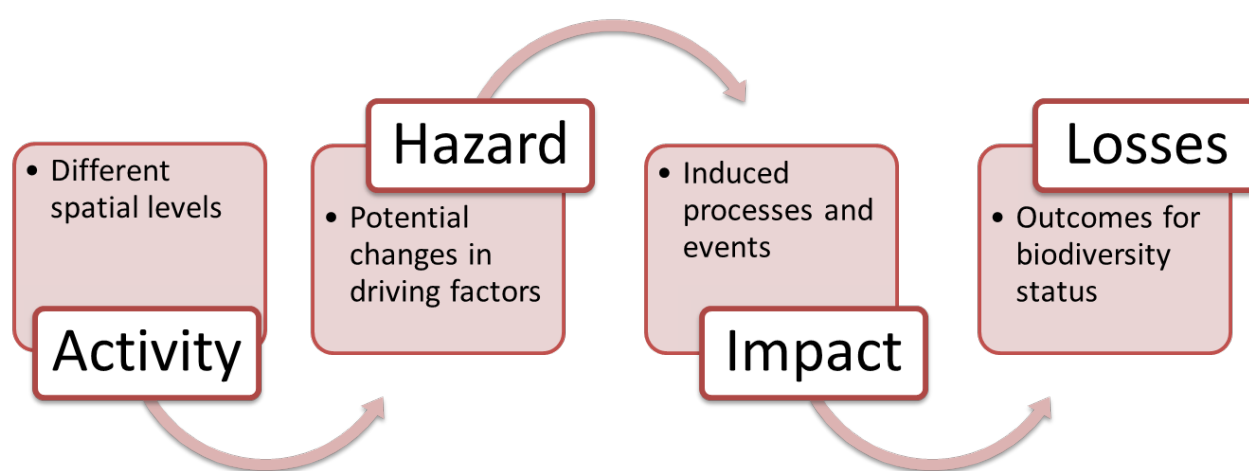 • Different
spatial levels
Activity
Hazard
• Potential
changes in
driving factors
• Induced
processes and
events
Impact
Losses
• Outcomes for
biodiversity
status